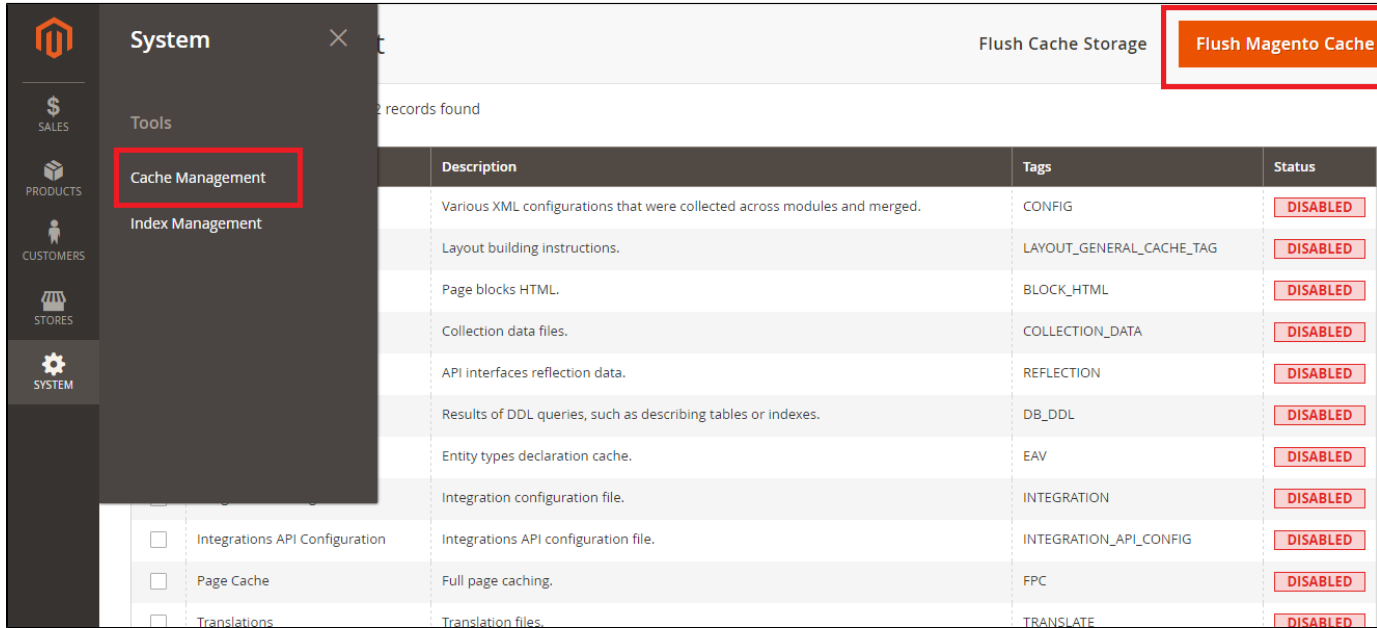 System
t
Flush Cache Storage
Flush Magento Cache
SALES
PRODUCTS
CUSTOMERS
STORES
SYSTEM
Tools
Cache Management
Index Management
2 records found
Description Tags Status
Various XML configurations that were collected across modules and merged. CONFIG DISABLED
Layout building instructions. LAYOUT_GENERAL_CACHE_TAG DISABLED
Page blocks HTML. BLOCK_HTML DISABLED
Collection data files. COLLECTION_DATA DISABLED
API interfaces reflection data. REFLECTION DISABLED
Results of DDL queries, such as describing tables or indexes. DB_DDL DISABLED
Entity types declaration cache. EAV DISABLED
Integration configuration file. INTEGRATION DISABLED
Integrations API Configuration Integrations API configuration file. INTEGRATION_API_CONFIG DISABLED
Page Cache Full page caching. FPC DISABLED
Translations Translation files. TRANSLATE DISABLED